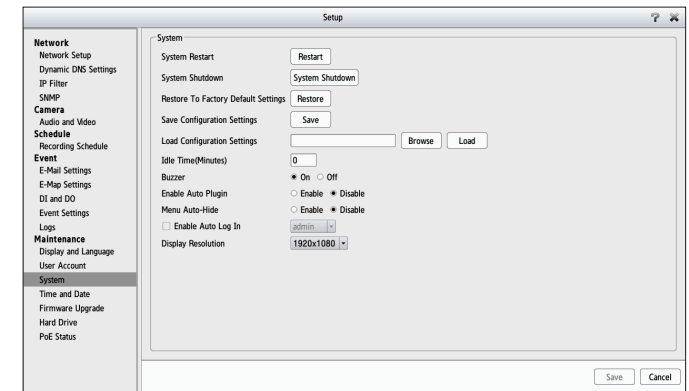 Setup
Network
Network Setup
Dynamic DNS Settings
IP Filter
SNMP
Camera
Audio and Video
Schedule
Recording Schedule
Event
E-Mail Settings
E-Map Settings
DI and DO
Event Settings
Logs
Maintenance
Display and Language
User Account
System
Time and Date
Firmware Upgrade
Hard Drive
PoE Status
System
System Restart Restart
System Shutdown System Shutdown
Restore To Factory Default Settings Restore
Save Configuration Settings Save
Load Configuration Settings Browse Load
Idle Time(Minutes) 0
Buzzer On Off
Enable Auto Plugin Enable Disable
Menu Auto-Hide Enable Disable
Enable Auto Log In admin
Display Resolution 1920x1080
Save Cancel